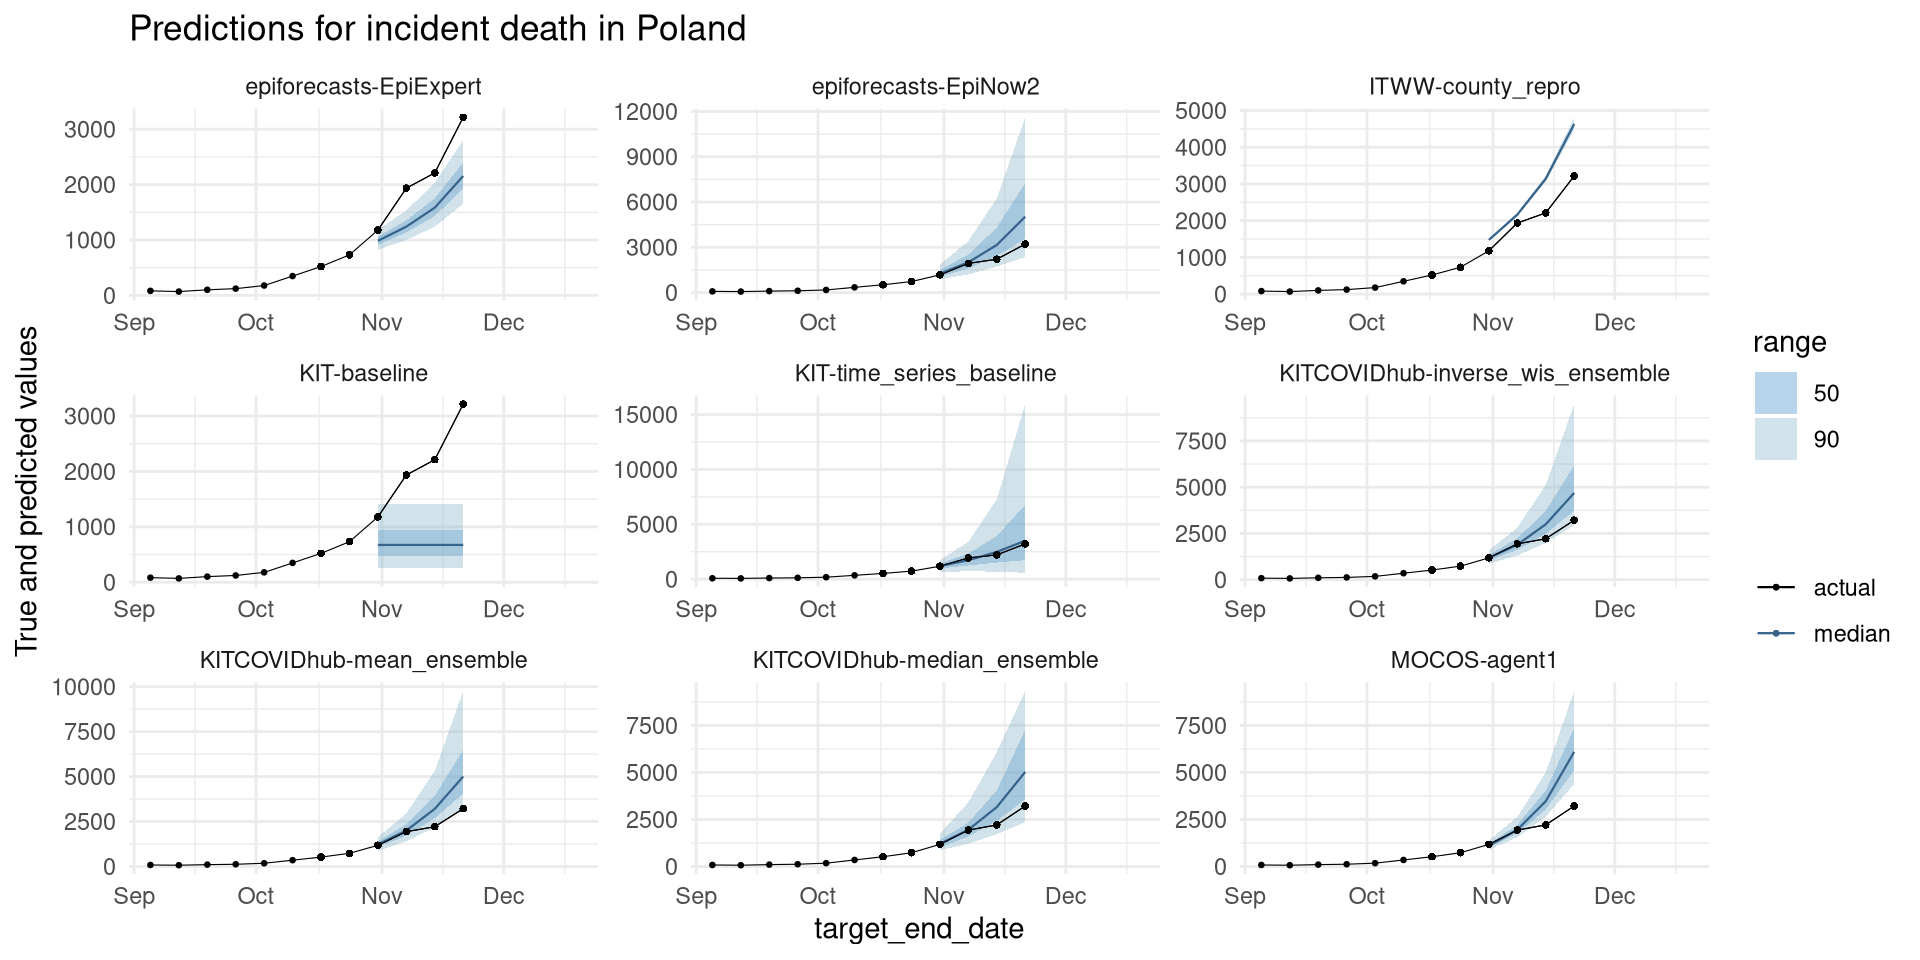 Predictions for incident death in Poland
epiforecasts-EpiExpert
epiforecasts-EpiNow2
ITWW-county_repro
3000
2000
1000
0
Sep Oct Nov Dec
12000
9000
6000
3000
0
Sep Oct Nov Dec
5000
4000
3000
2000
1000
0
Sep Oct Nov Dec
KIT-baseline
KIT-time_series_baseline
KITCOVIDhub-inverse_wis_ensemble
3000
2000
1000
0
Sep Oct Nov Dec
15000
10000
5000
0
Sep Oct Nov Dec
7500
5000
2500
0
Sep Oct Nov Dec
KITCOVIDhub-mean_ensemble
KITCOVIDhub-median_ensemble
MOCOS-agent1
10000
7500
5000
2500
0
Sep Oct Nov Dec
7500
5000
2500
0
Sep Oct Nov Dec
7500
5000
2500
0
Sep Oct Nov Dec
True and predicted values
target_end_date
range
50
90
actual
median